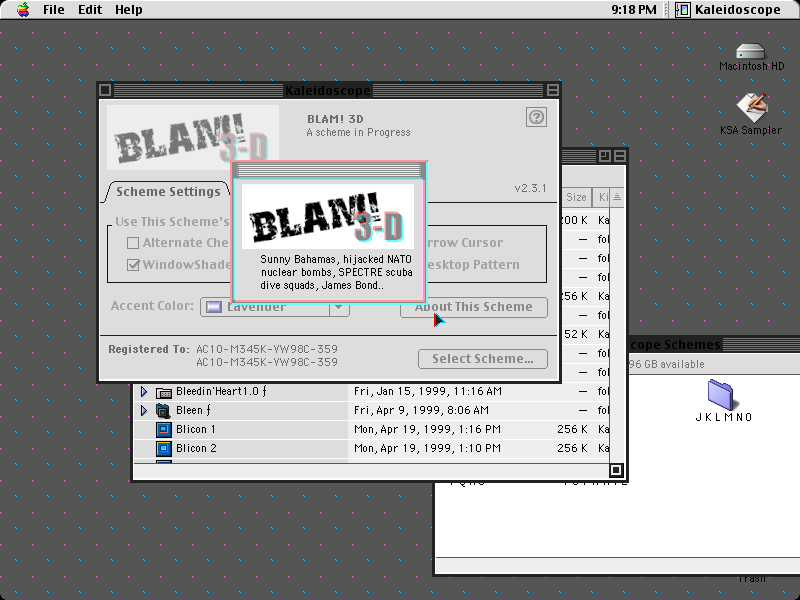 File Edit Help
9:18 PM Kaleidoscope
Macintosh HD
KSA Sampler
Kaleidoscope
BLAM! 3-D
BLAM! 3D
A scheme in Progress
v2.3.1
Scheme Settings
Use This Scheme's
Alternate Che
rrow Cursor
WindowShade
esktop Pattern
Accent Color: Lavender
About This Scheme
Registered To: AC10-M345K-YW98C-359
AC10-M345K-YW98C-359
Select Scheme...
BLAM!! 3-D
Sunny Bahamas, hijacked NATO
nuclear bombs, SPECTRE scuba
dive squads, James Bond..
Size Ki
200 K Ka
— fol
— fol
— fol
256 K Ka
— fol
52 K Ka
— fol
— fol
Bleedin'Heart1.0 ƒ Fri, Jan 15, 1999, 11:16 AM — fol
Bleen ƒ Fri, Apr 9, 1999, 8:06 AM — fol
Blicon 1 Mon, Apr 19, 1999, 1:16 PM 256 K Ka
Blicon 2 Mon, Apr 19, 1999, 1:10 PM 256 K Ka
cope Schemes
96 GB available
J K L M N O
Trash